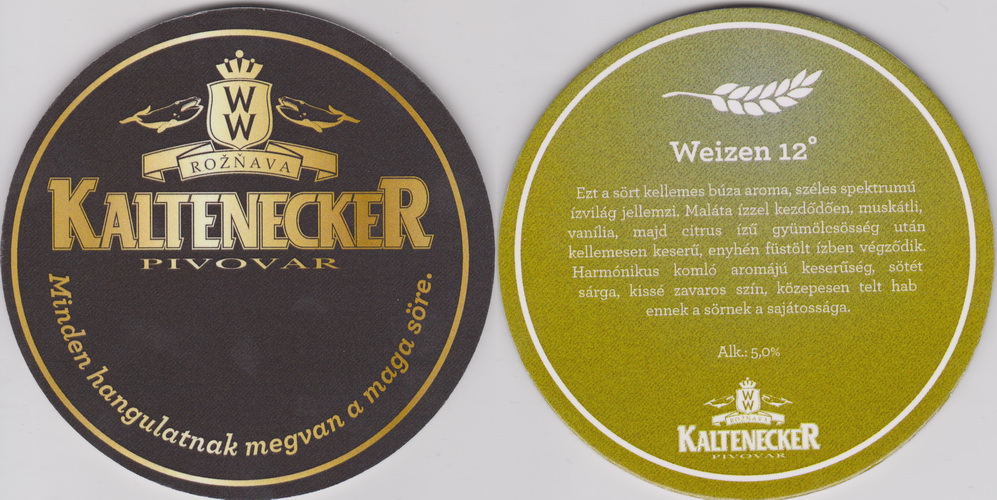 W
W
ROŽŇAVA
KALTENECKER
PIVOVAR
Minden hangulatnak megvan a maga söre.
Weizen 12°
Ezt a sört kellemes búza aroma, széles spektrumú
ízvilág jellemzi. Maláta ízzel kezdődően, muskátli,
vanília, majd citrus ízű gyümölcsösség után
kellemesen keserű, enyhén füstölt ízben végződik.
Harmónikus komló aromájú keserűség, sötét
sárga, kissé zavaros szín, közepesen telt hab
ennek a sörnek a sajátossága.
Alk.: 5,0%
W
W
ROŽŇAVA
KALTENECKER
PIVOVAR